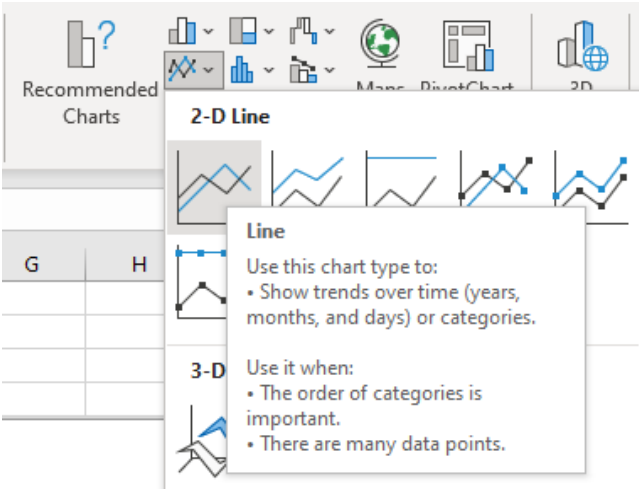 Recommended
Charts
Maps
PivotChart
3D
2-D Line
G
H
Line
Use this chart type to:
• Show trends over time (years,
months, and days) or categories.
Use it when:
• The order of categories is
important.
• There are many data points.
3-D